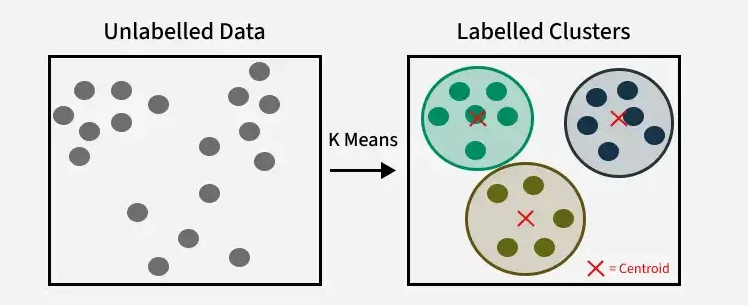 Unlabelled Data
Labelled Clusters
K Means
= Centroid